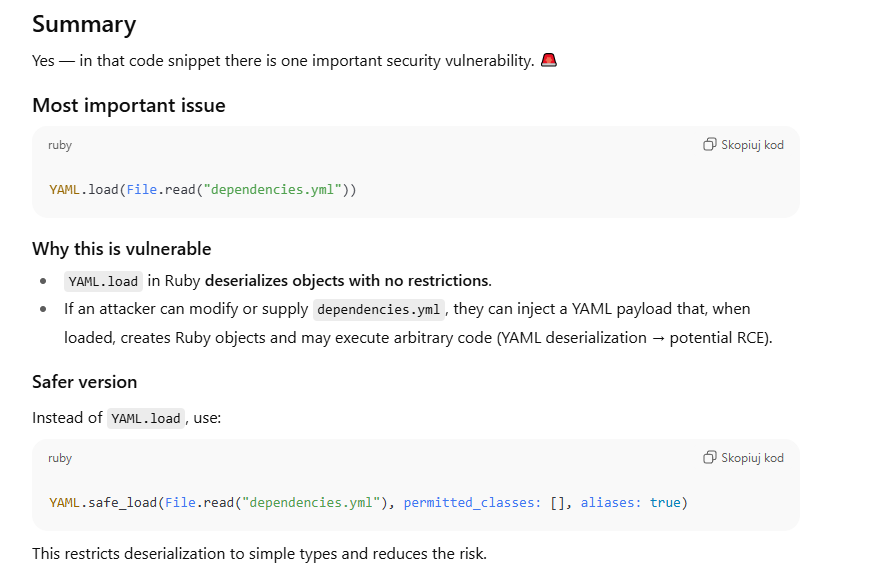 Summary
Yes — in that code snippet there is one important security vulnerability. 🚨
Most important issue
ruby
Skopiuj kod
YAML.load(File.read("dependencies.yml"))
Why this is vulnerable
• YAML.load in Ruby deserializes objects with no restrictions.
• If an attacker can modify or supply dependencies.yml, they can inject a YAML payload that, when
loaded, creates Ruby objects and may execute arbitrary code (YAML deserialization → potential RCE).
Safer version
Instead of YAML.load, use:
ruby
Skopiuj kod
YAML.safe_load(File.read("dependencies.yml"), permitted_classes: [], aliases: true)
This restricts deserialization to simple types and reduces the risk.